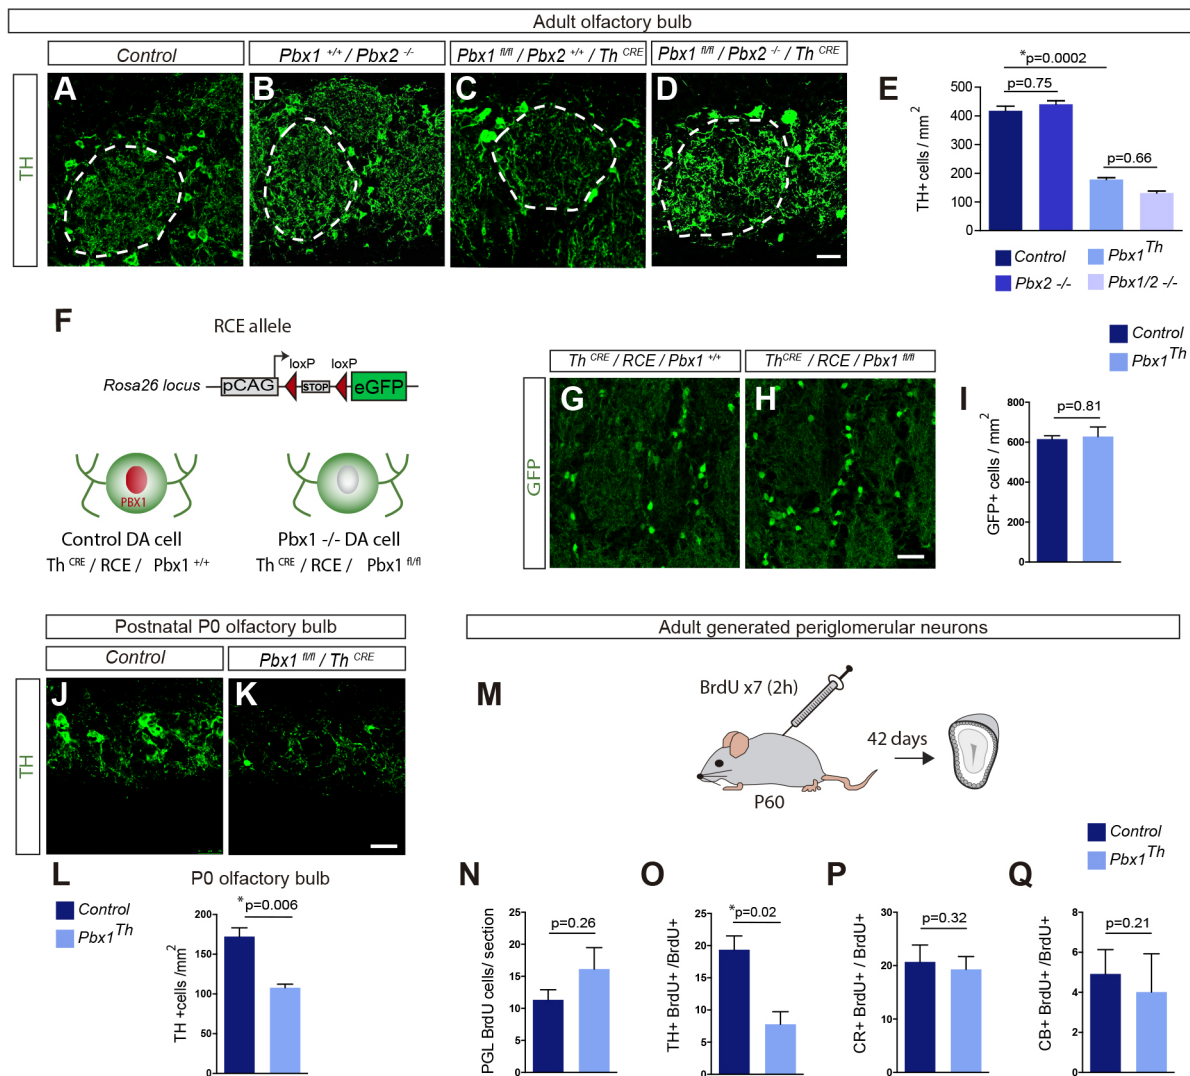 Adult olfactory bulb
Control
Pbx1 +/+ / Pbx2 -/-
Pbx1 fl/fl / Pbx2 +/+ / Th CRE
Pbx1 fl/fl / Pbx2 -/- / Th CRE
TH
A
B
C
D
E
*p=0.0002
p=0.75
p=0.66
TH+ cells / mm2
500
400
300
200
100
0
Control
Pbx1Th
Pbx2 -/-
Pbx1/2 -/-
F
RCE allele
loxP
loxP
Rosa26 locus
pCAG
STOP
eGFP
PBX1
Control DA cell
Th CRE / RCE / Pbx1 +/+
Pbx1 -/- DA cell
Th CRE / RCE / Pbx1 fl/fl
Th CRE / RCE / Pbx1 +/+
ThCRE / RCE / Pbx1 fl/fl
GFP
G
H
Control
Pbx1Th
I
p=0.81
GFP+ cells / mm2
800
600
400
200
0
Postnatal P0 olfactory bulb
Control
Pbx1 fl/fl / Th CRE
TH
J
K
L
P0 olfactory bulb
Control
Pbx1Th
*p=0.006
TH +cells /mm2
200
150
100
50
0
Adult generated periglomerular neurons
M
BrdU x7 (2h)
42 days
P60
Control
Pbx1Th
N
p=0.26
PGL BrdU cells/ section
25
20
15
10
5
0
O
*p=0.02
TH+ BrdU+ /BrdU+
25
20
15
10
5
0
P
p=0.32
CR+ BrdU+ / BrdU+
30
20
10
0
Q
p=0.21
CB+ BrdU+ /BrdU+
8
6
4
2
0